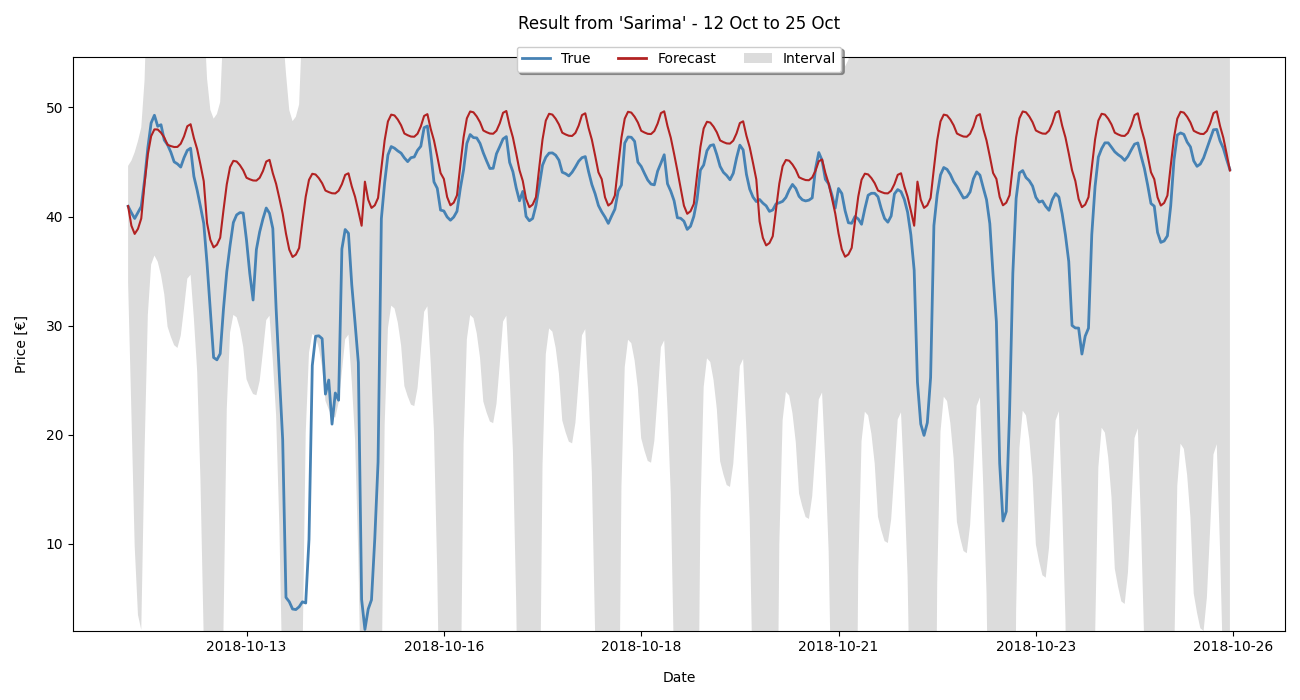 Result from 'Sarima' - 12 Oct to 25 Oct
True Forecast Interval
50
40
30
20
10
Price [€]
2018-10-13 2018-10-16 2018-10-18 2018-10-21 2018-10-23 2018-10-26
Date